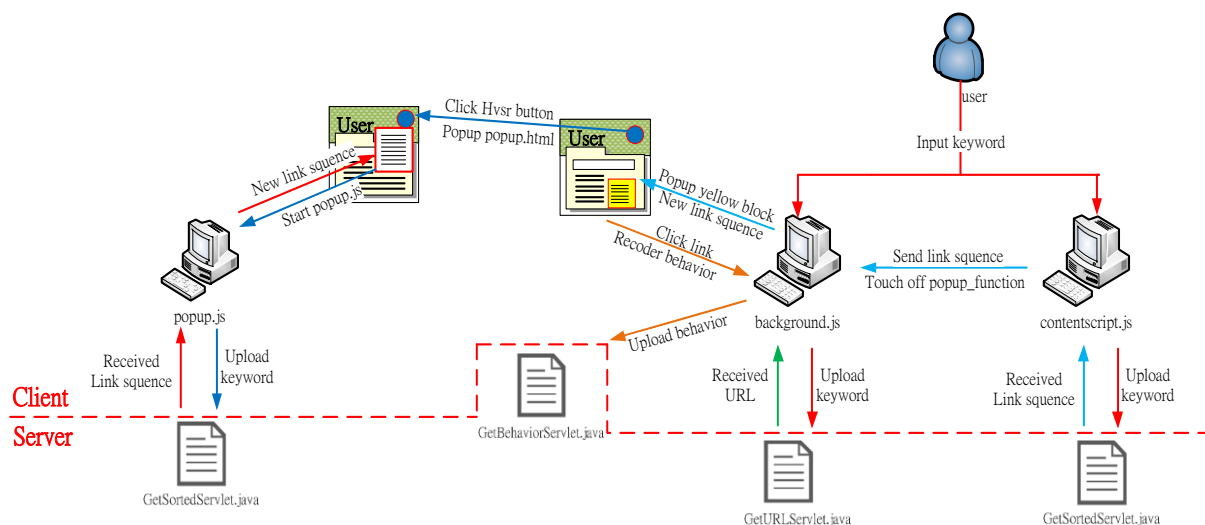 user
Input keyword
Click Hvsr button
Popup popup.html
User
User
New link squence
Start popup.js
Popup yellow block
New link squence
Click link
Recoder behavior
Send link squence
Touch off popup_function
popup.js
background.js
contentscript.js
Upload behavior
Received
Link squence
Upload
keyword
Received
URL
Upload
keyword
Received
Link squence
Upload
keyword
Client
Server
GetBehaviorServlet.java
GetSortedServlet.java
GetURLServlet.java
GetSortedServlet.java